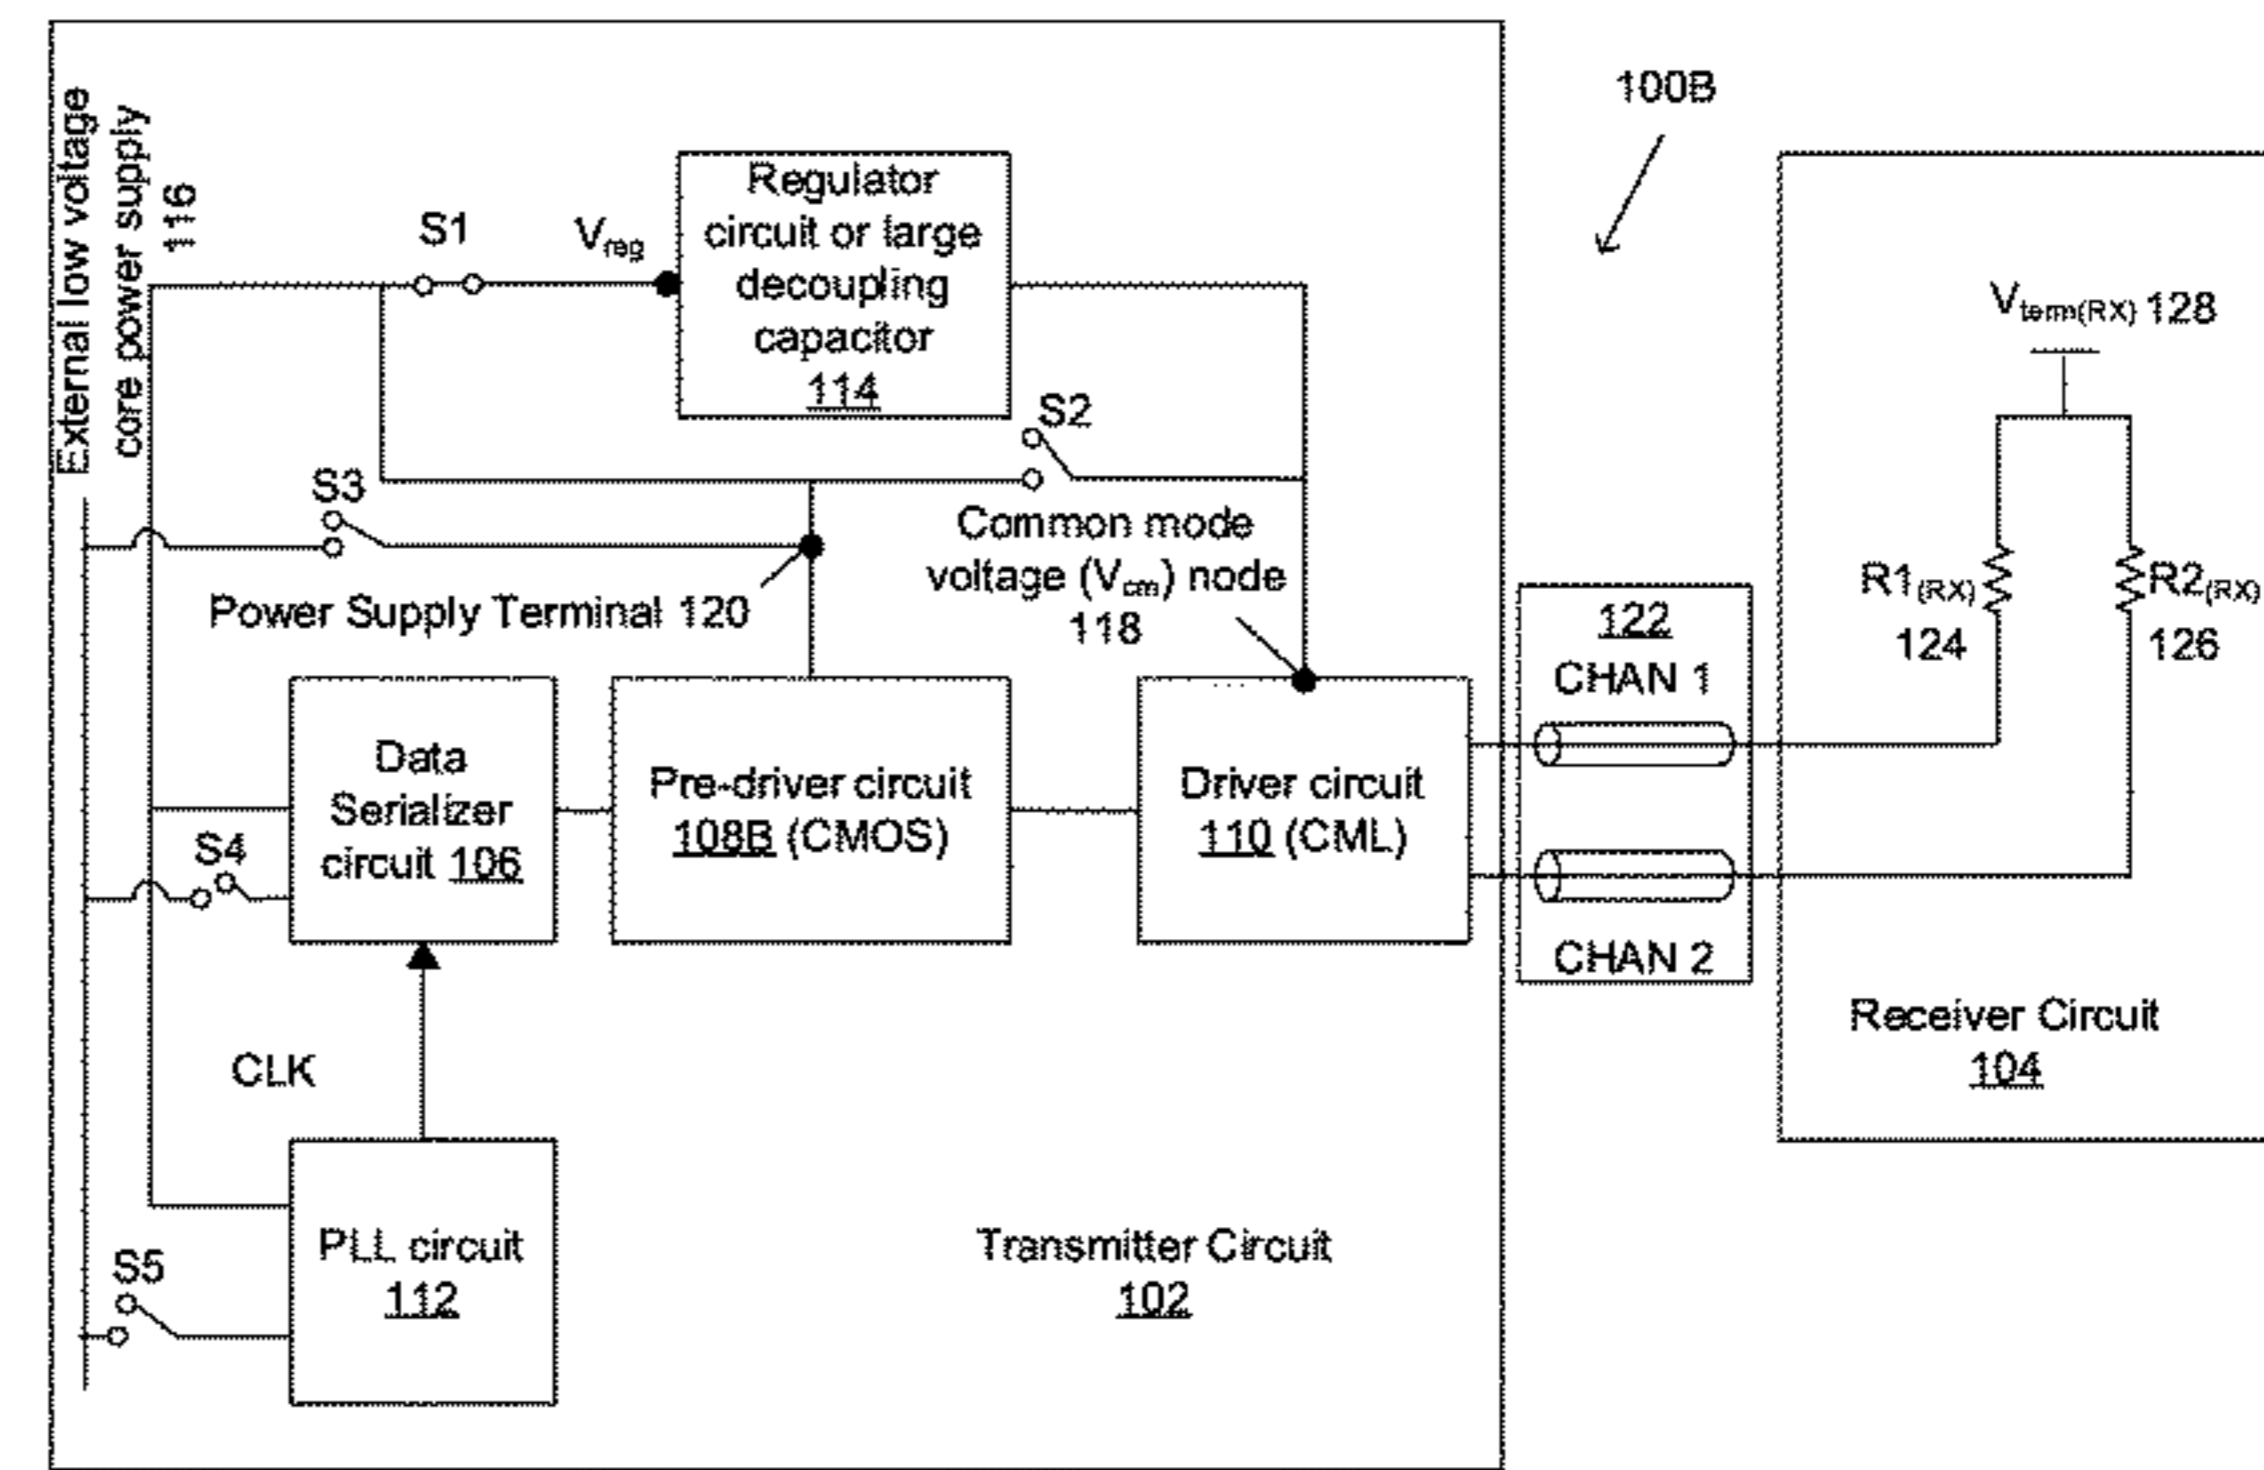 External low voltage
core power supply
116
S1
Vreg
Regulator
circuit or large
decoupling
capacitor
114
S2
S3
Common mode
voltage (Vcm) node
118
Power Supply Terminal 120
Data
Serializer
circuit 106
S4
Pre-driver circuit
108B (CMOS)
Driver circuit
110 (CML)
CLK
PLL circuit
112
S5
Transmitter Circuit
102
100B
122
CHAN 1
CHAN 2
Vterm(RX) 128
R1(RX)
124
R2(RX)
126
Receiver Circuit
104